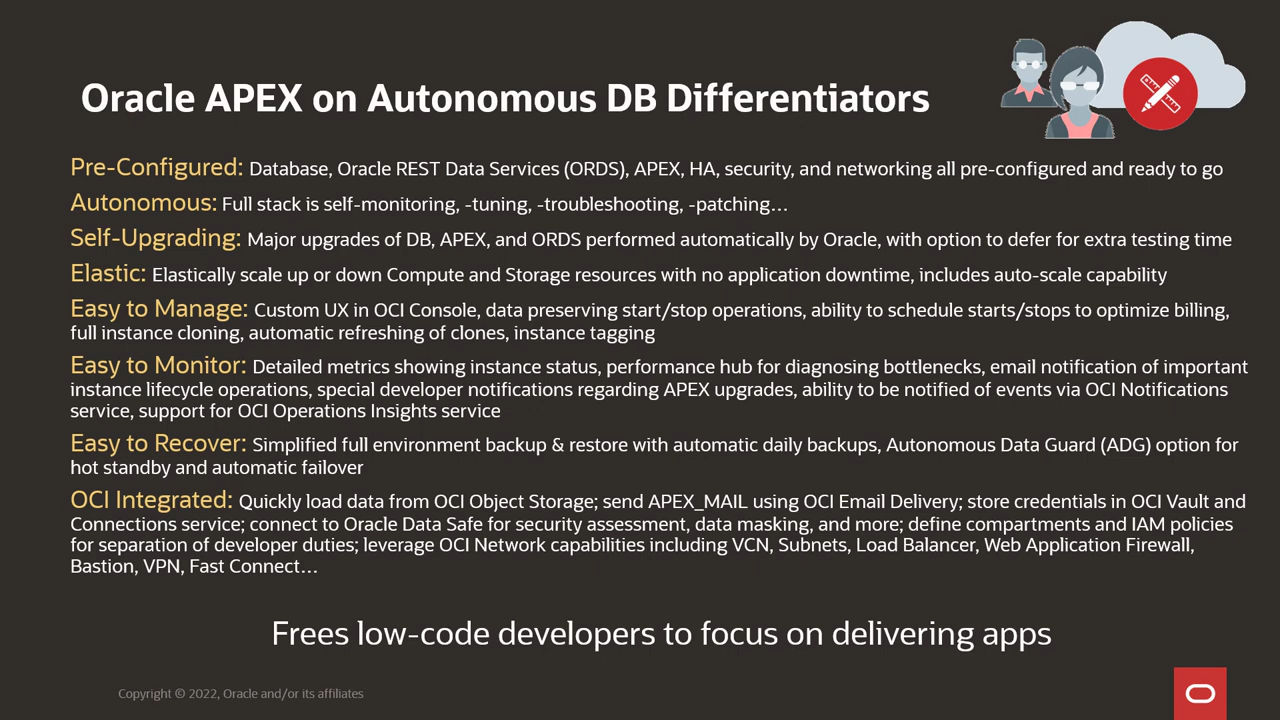 Oracle APEX on Autonomous DB Differentiators
Pre-Configured: Database, Oracle REST Data Services (ORDS), APEX, HA, security, and networking all pre-configured and ready to go
Autonomous: Full stack is self-monitoring, -tuning, -troubleshooting, -patching…
Self-Upgrading: Major upgrades of DB, APEX, and ORDS performed automatically by Oracle, with option to defer for extra testing time
Elastic: Elastically scale up or down Compute and Storage resources with no application downtime, includes auto-scale capability
Easy to Manage: Custom UX in OCI Console, data preserving start/stop operations, ability to schedule starts/stops to optimize billing,
full instance cloning, automatic refreshing of clones, instance tagging
Easy to Monitor: Detailed metrics showing instance status, performance hub for diagnosing bottlenecks, email notification of important
instance lifecycle operations, special developer notifications regarding APEX upgrades, ability to be notified of events via OCI Notifications
service, support for OCI Operations Insights service
Easy to Recover: Simplified full environment backup & restore with automatic daily backups, Autonomous Data Guard (ADG) option for
hot standby and automatic failover
OCI Integrated: Quickly load data from OCI Object Storage; send APEX_MAIL using OCI Email Delivery; store credentials in OCI Vault and
Connections service; connect to Oracle Data Safe for security assessment, data masking, and more; define compartments and IAM policies
for separation of developer duties; leverage OCI Network capabilities including VCN, Subnets, Load Balancer, Web Application Firewall,
Bastion, VPN, Fast Connect…
Frees low-code developers to focus on delivering apps
Copyright © 2022, Oracle and/or its affiliates